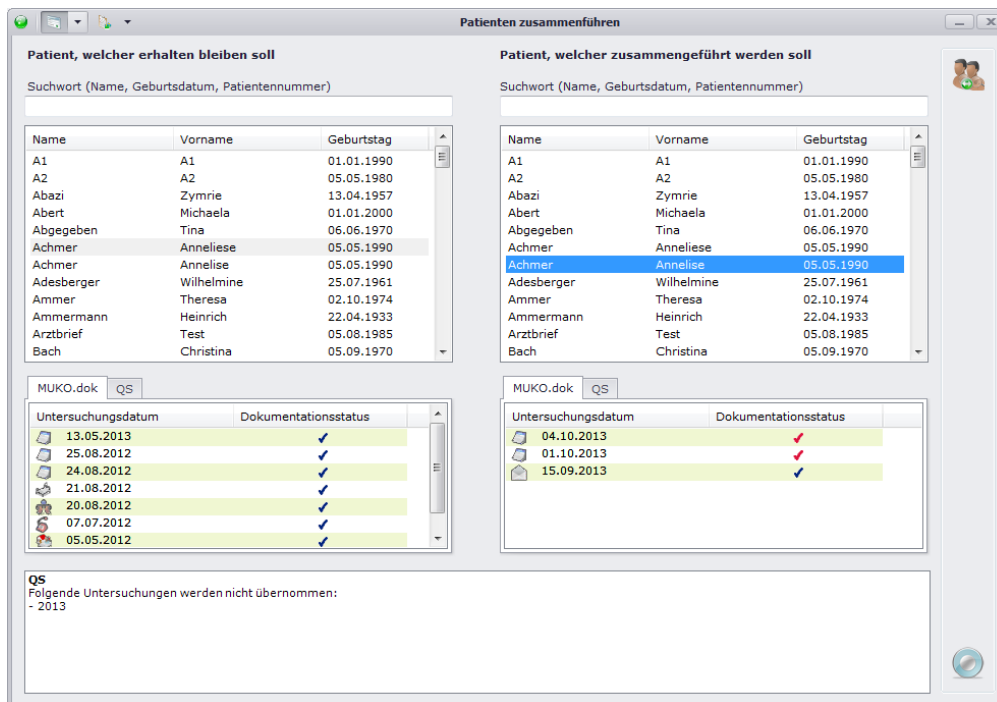 Patienten zusammenführen
Patient, welcher erhalten bleiben soll
Suchwort (Name, Geburtsdatum, Patientennummer)
Name Vorname Geburtstag
A1 A1 01.01.1990
A2 A2 05.05.1980
Abazi Zymrie 13.04.1957
Abert Michaela 01.01.2000
Abgegeben Tina 06.06.1970
Achmer Anneliese 05.05.1990
Achmer Annelise 05.05.1990
Adesberger Wilhelmine 25.07.1961
Ammer Theresa 02.10.1974
Ammermann Heinrich 22.04.1933
Arztbrief Test 05.08.1985
Bach Christina 05.09.1970
MUKO.dok QS
Untersuchungsdatum Dokumentationsstatus
13.05.2013
25.08.2012
24.08.2012
21.08.2012
20.08.2012
07.07.2012
05.05.2012
Patient, welcher zusammengeführt werden soll
Suchwort (Name, Geburtsdatum, Patientennummer)
Name Vorname Geburtstag
A1 A1 01.01.1990
A2 A2 05.05.1980
Abazi Zymrie 13.04.1957
Abert Michaela 01.01.2000
Abgegeben Tina 06.06.1970
Achmer Anneliese 05.05.1990
Achmer Annelise 05.05.1990
Adesberger Wilhelmine 25.07.1961
Ammer Theresa 02.10.1974
Ammermann Heinrich 22.04.1933
Arztbrief Test 05.08.1985
Bach Christina 05.09.1970
MUKO.dok QS
Untersuchungsdatum Dokumentationsstatus
04.10.2013
01.10.2013
15.09.2013
QS
Folgende Untersuchungen werden nicht übernommen:
- 2013